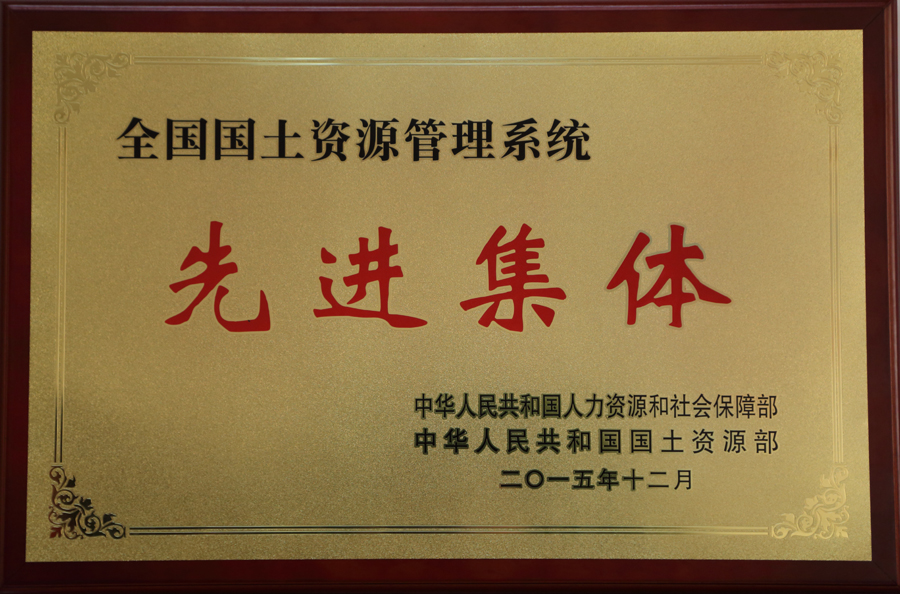 全国国土资源管理系统
先进集体
中华人民共和国人力资源和社会保障部
中华人民共和国国土资源部
二〇一五年十二月